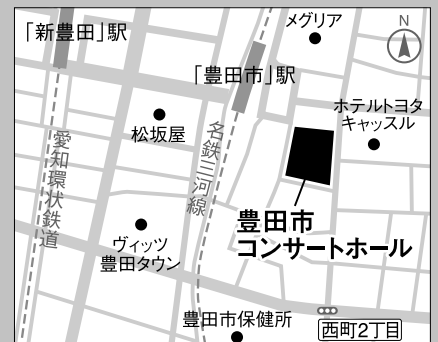 メグリア
N
「新豊田」駅
「豊田市」駅
ホテルトヨタ
キャッスル
松坂屋
名鉄三河線
愛知環状鉄道
豊田市
コンサートホール
ヴィッツ
豊田タウン
豊田市保健所
西町2丁目